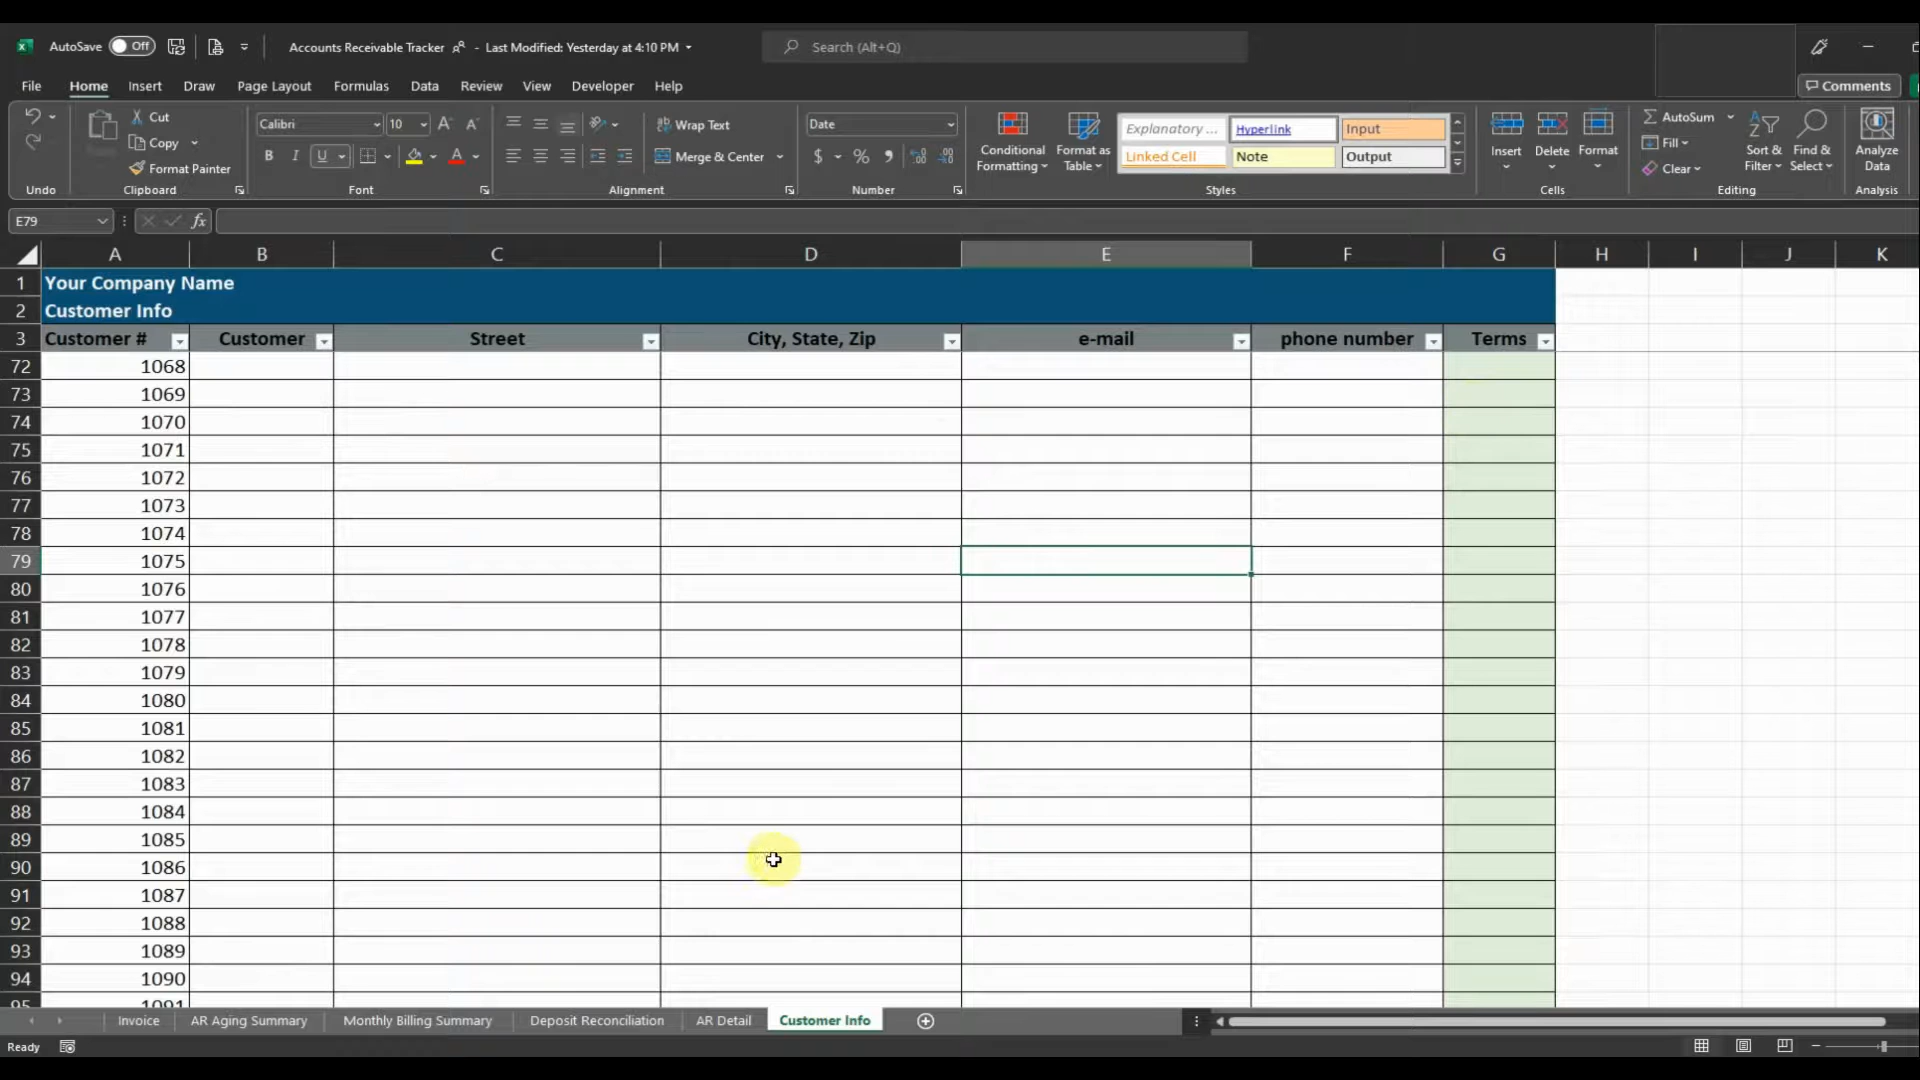 AutoSave Off Accounts Receivable Tracker - Last Modified: Yesterday at 4:10 PM Search (Alt+Q)
File Home Insert Draw Page Layout Formulas Data Review View Developer Help Comments
Cut Calibri 10 Wrap Text Date Explanatory ... Hyperlink Input AutoSum
Copy Conditional Formatting Format as Table Insert Delete Format Fill Sort & Filter Find & Select Analyze Data
Format Painter B I U Merge & Center $ % Linked Cell Note Output Clear
Undo Clipboard Font Alignment Number Styles Cells Editing Analysis
E79 fx
A B C D E F G H I J K
1 Your Company Name
2 Customer Info
3 Customer # Customer Street City, State, Zip e-mail phone number Terms
72 1068
73 1069
74 1070
75 1071
76 1072
77 1073
78 1074
79 1075
80 1076
81 1077
82 1078
83 1079
84 1080
85 1081
86 1082
87 1083
88 1084
89 1085
90 1086
91 1087
92 1088
93 1089
94 1090
95 1091
Invoice AR Aging Summary Monthly Billing Summary Deposit Reconciliation AR Detail Customer Info
Ready